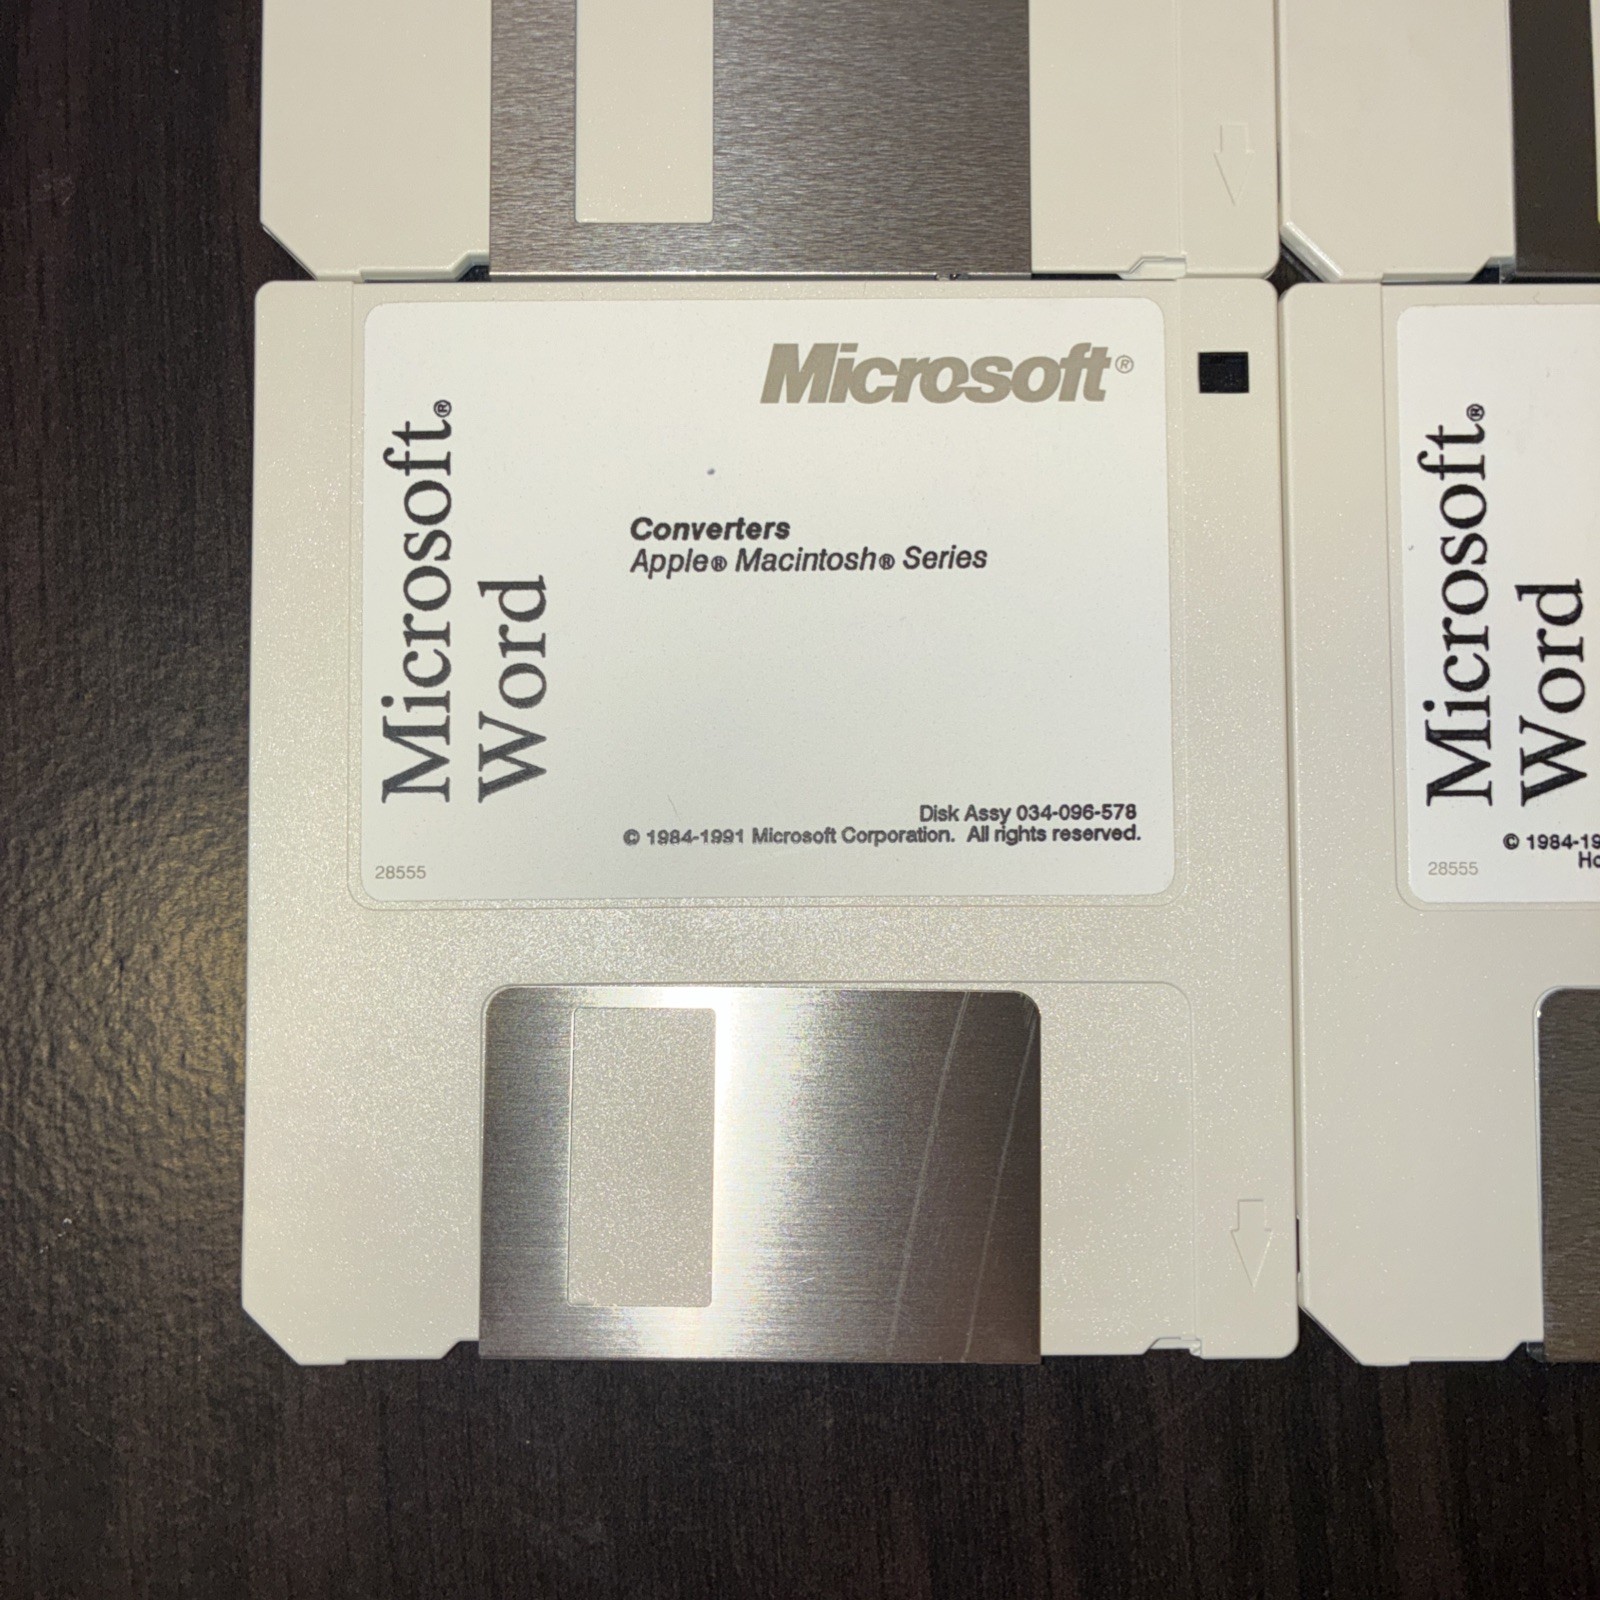 Microsoft®
Microsoft®
Word
Converters
Apple® Macintosh® Series
Disk Assy 034-096-578
© 1984-1991 Microsoft Corporation. All rights reserved.
28555
Microsoft®
Word
© 1984-19
Ho
28555